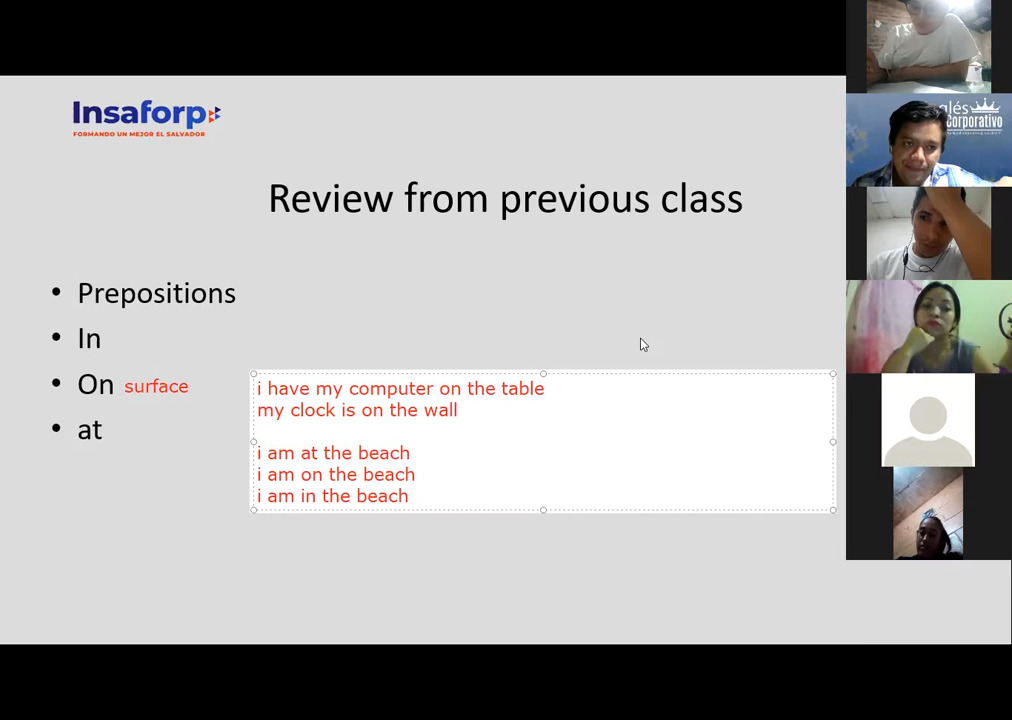 Insaforp
FORMANDO UN MEJOR EL SALVADOR
Review from previous class
• Prepositions
• In
• On surface
• at
i have my computer on the table
my clock is on the wall
i am at the beach
i am on the beach
i am in the beach
glés
Corporativo